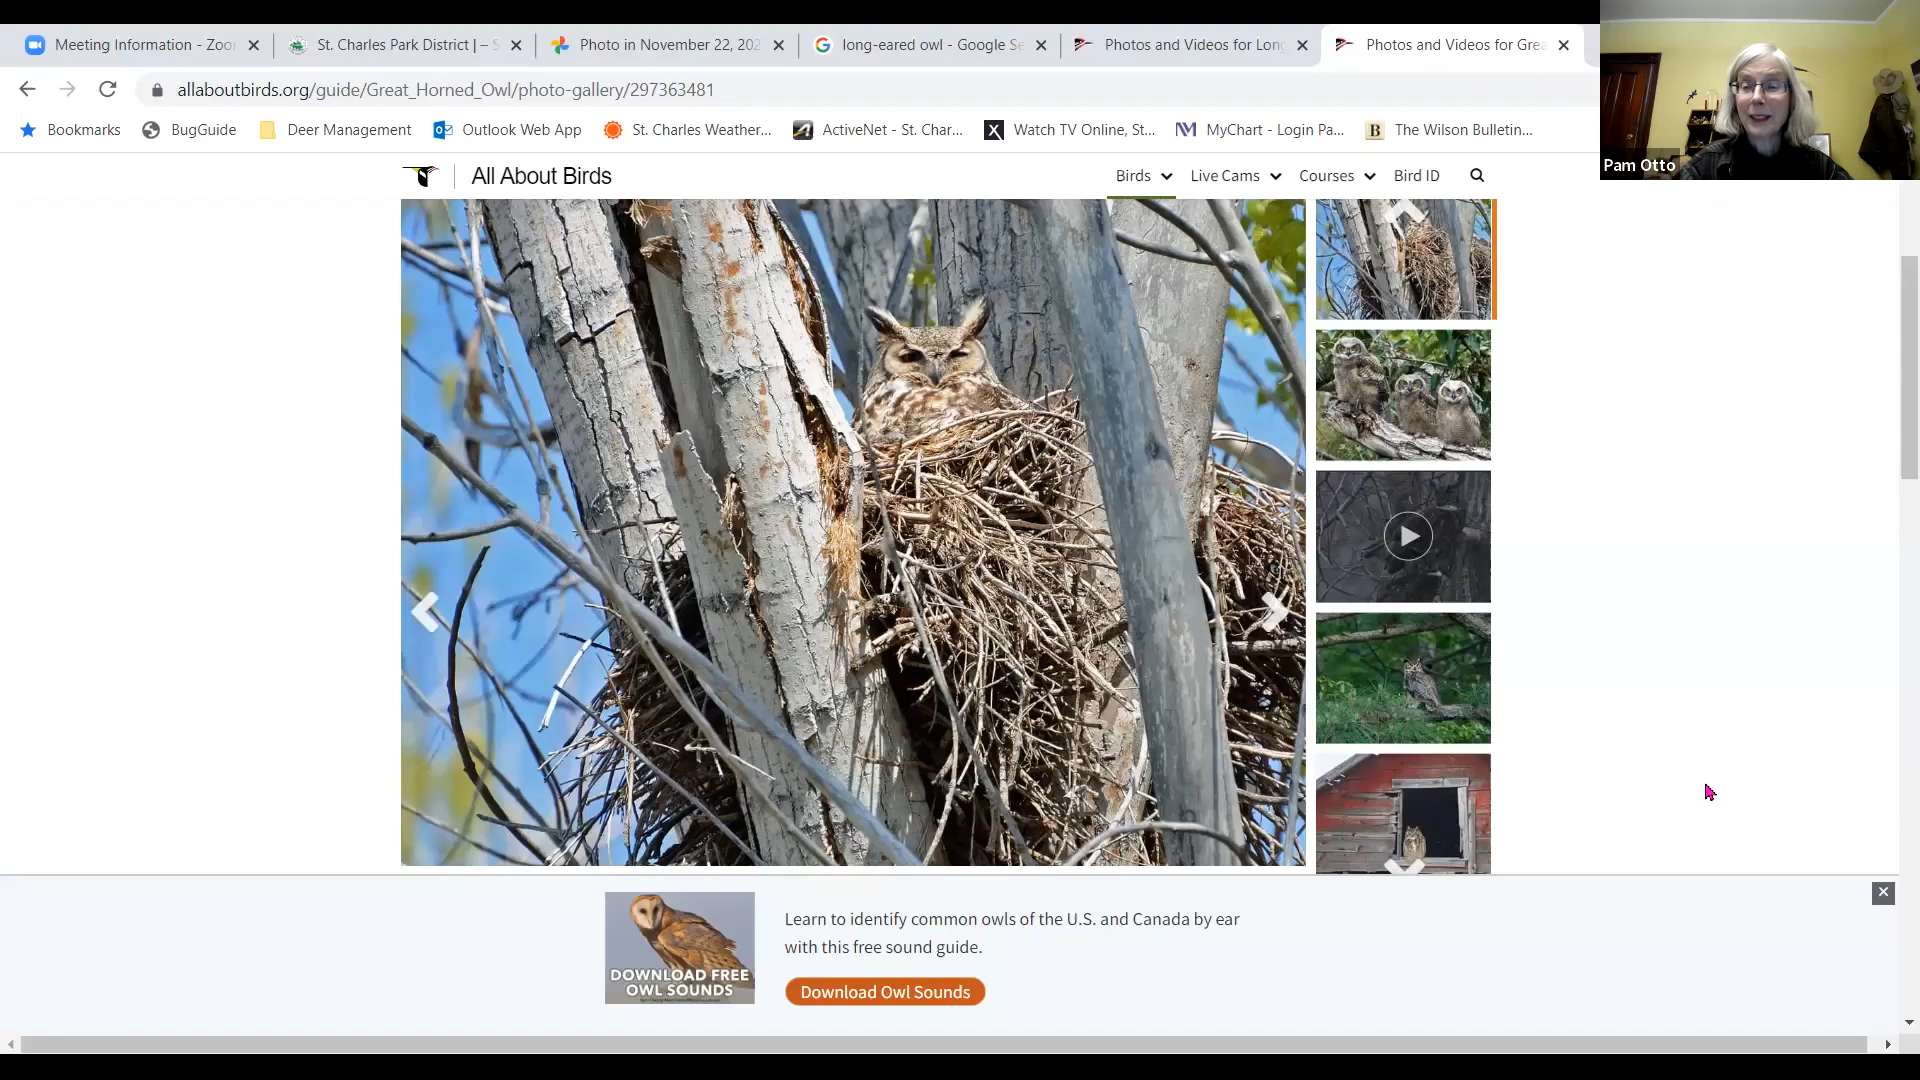 Meeting Information - Zoo
St. Charles Park District | – S
Photo in November 22, 202
long-eared owl - Google Se
Photos and Videos for Lon
Photos and Videos for Grea
allaboutbirds.org/guide/Great_Horned_Owl/photo-gallery/297363481
Bookmarks
BugGuide
Deer Management
Outlook Web App
St. Charles Weather...
ActiveNet - St. Char...
Watch TV Online, St...
MyChart - Login Pa...
The Wilson Bulletin...
Pam Otto
All About Birds
Birds
Live Cams
Courses
Bird ID
DOWNLOAD FREE
OWL SOUNDS
Learn to identify common owls of the U.S. and Canada by ear
with this free sound guide.
Download Owl Sounds